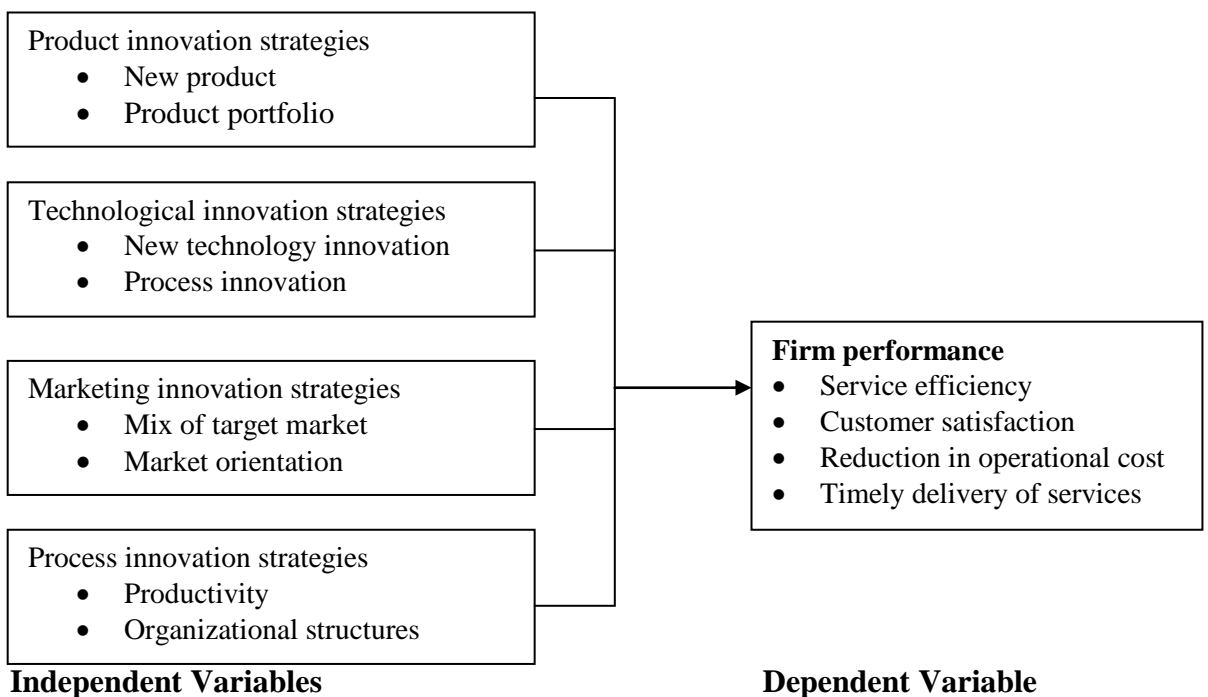 Product innovation strategies
• New product
• Product portfolio
Technological innovation strategies
• New technology innovation
• Process innovation
Marketing innovation strategies
• Mix of target market
• Market orientation
Process innovation strategies
• Productivity
• Organizational structures
Independent Variables
Firm performance
• Service efficiency
• Customer satisfaction
• Reduction in operational cost
• Timely delivery of services
Dependent Variable